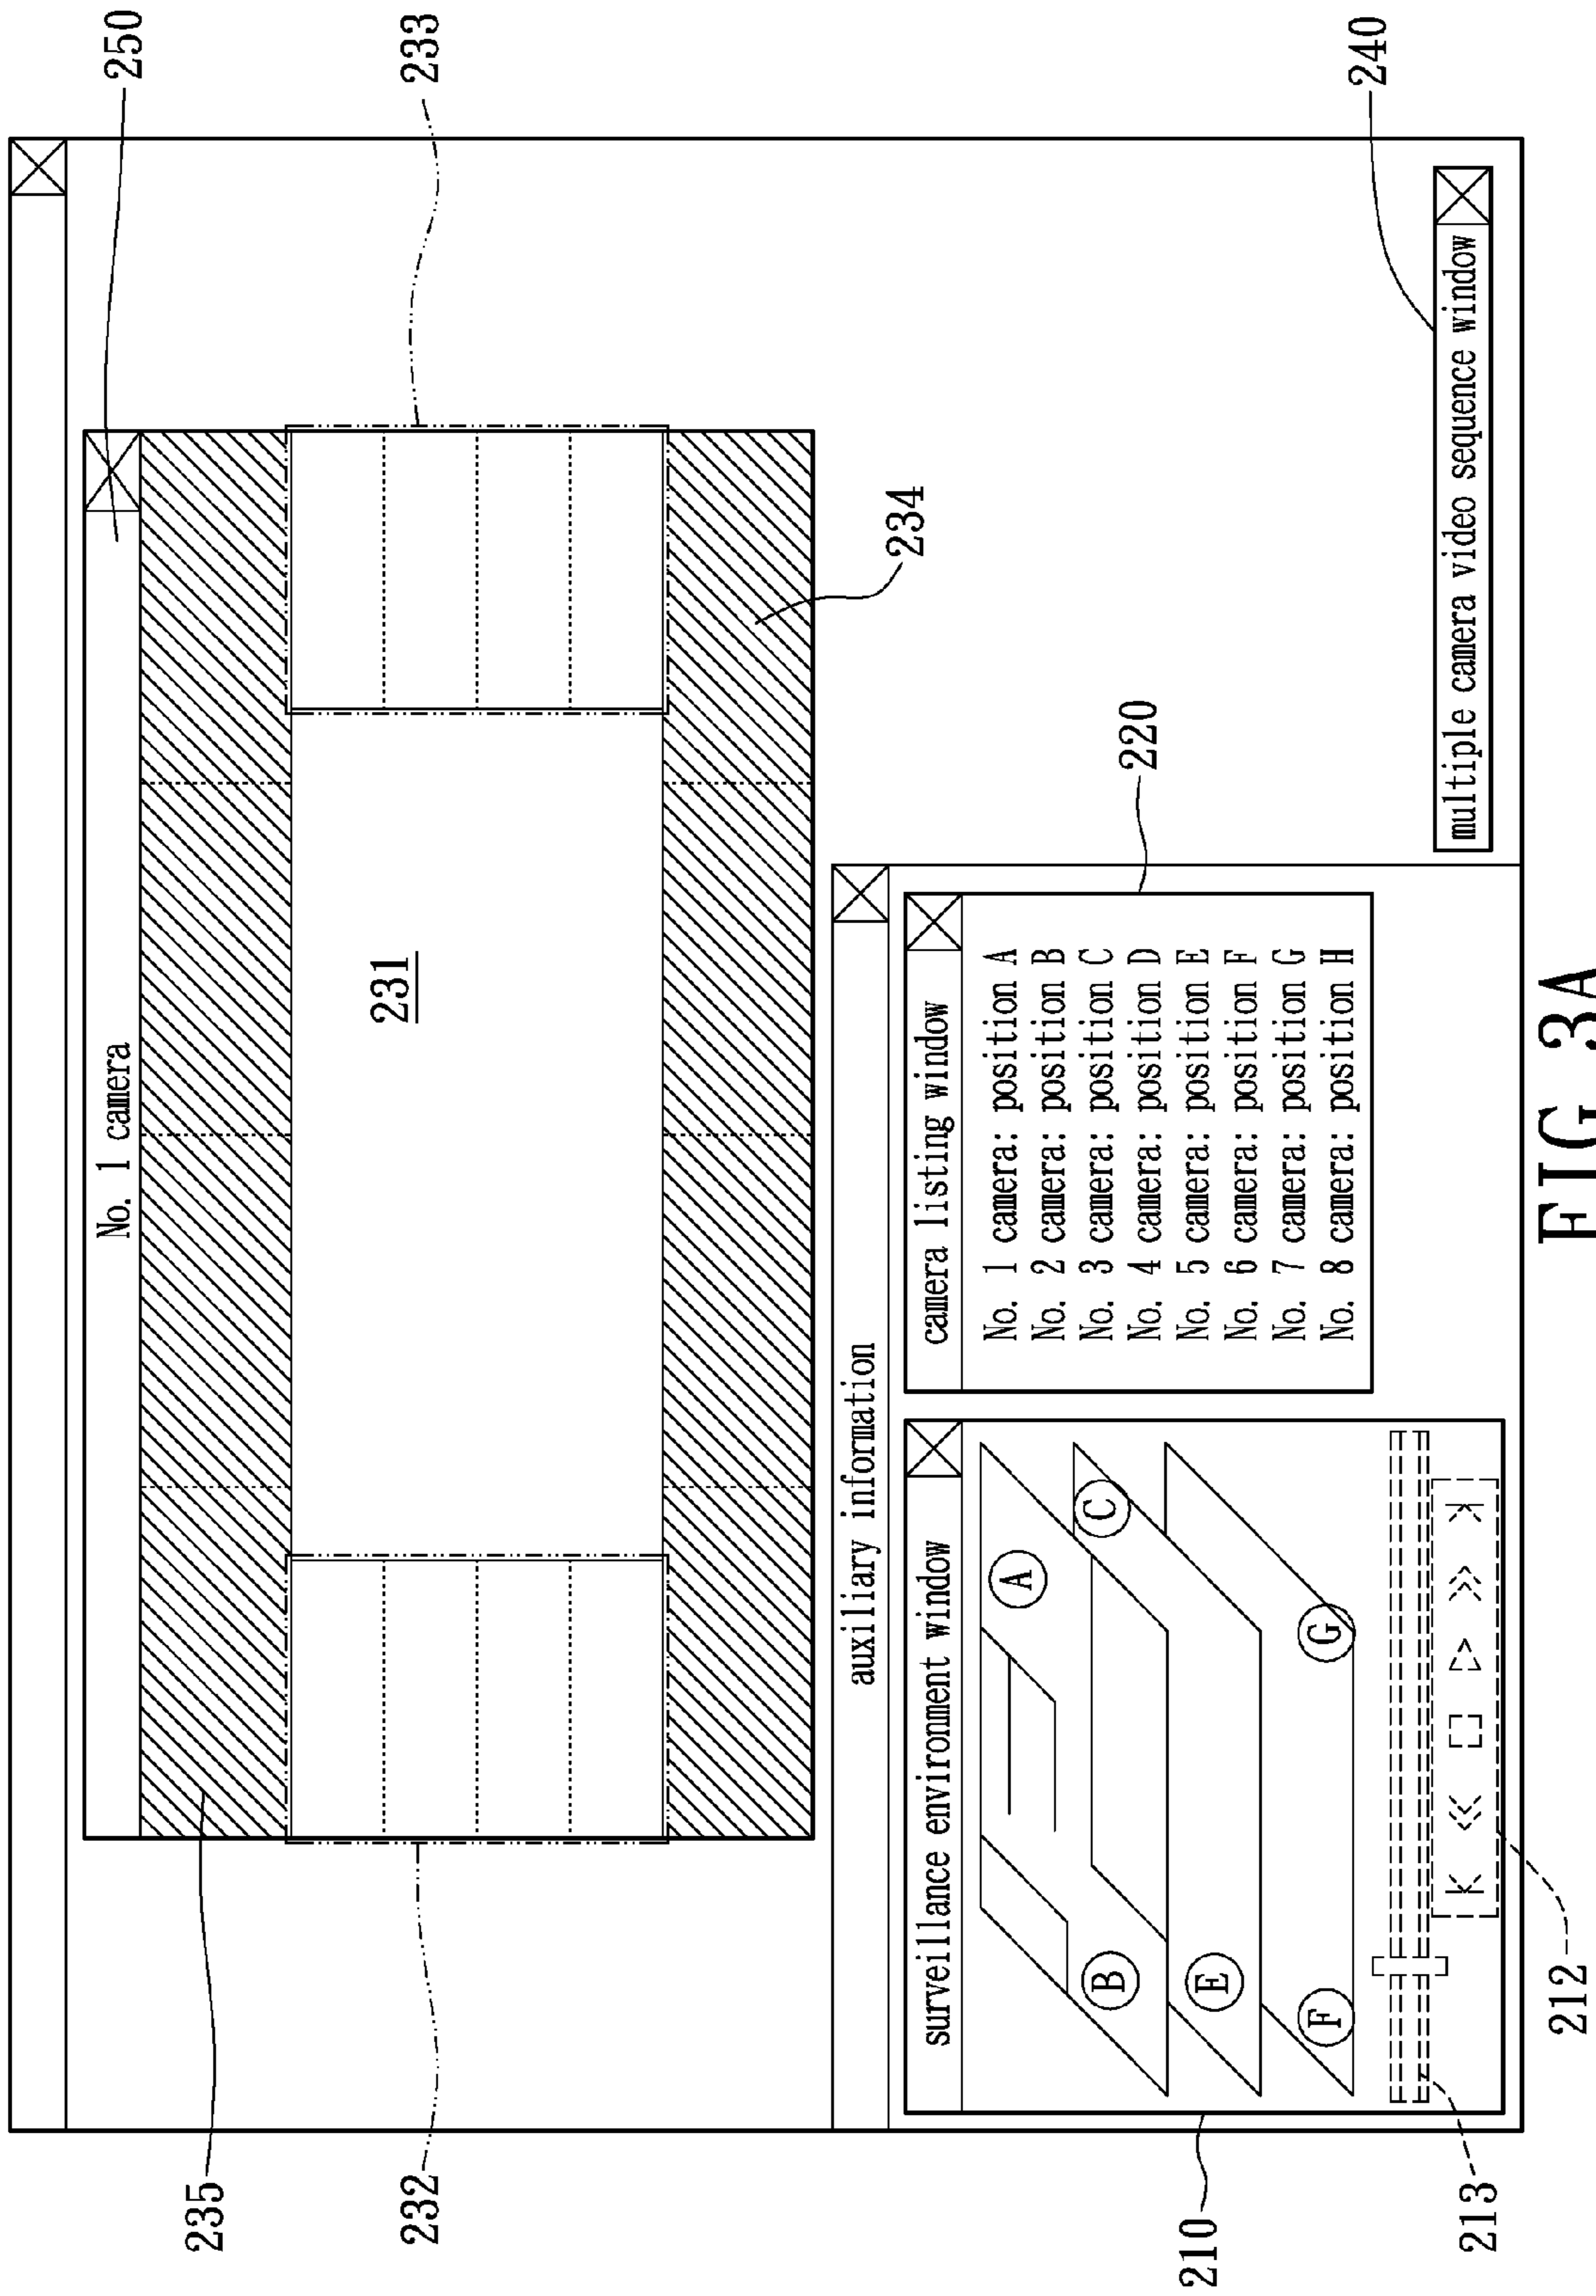 250
No. 1 camera
233
235
231
232
234
auxiliary information
surveillance environment window
camera listing window
A
B
C
E
F
G
No. 1 camera: position A
No. 2 camera: position B
No. 3 camera: position C
No. 4 camera: position D
No. 5 camera: position E
No. 6 camera: position F
No. 7 camera: position G
No. 8 camera: position H
220
240
multiple camera video sequence window
210
213
212
FIG 3A